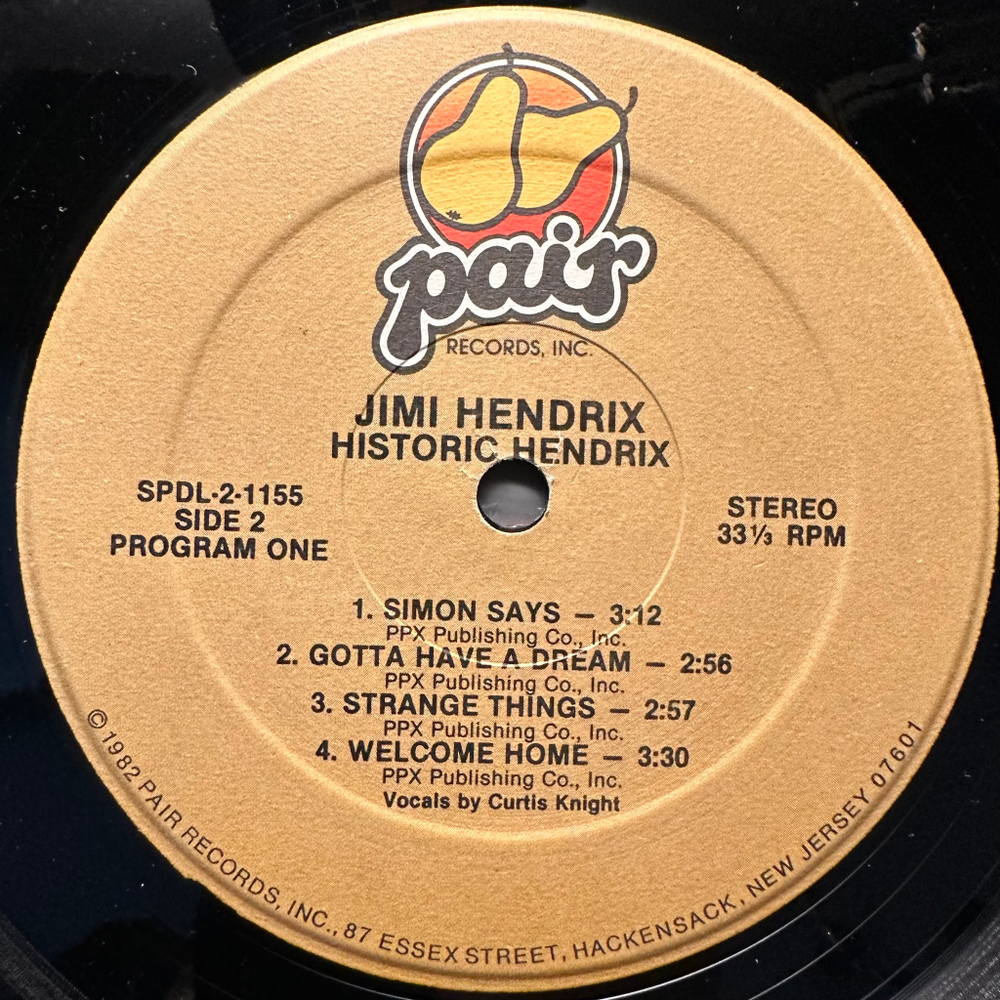 pair
RECORDS, INC.
JIMI HENDRIX
HISTORIC HENDRIX
SPDL-2-1155
SIDE 2
PROGRAM ONE
STEREO
33⅓ RPM
1. SIMON SAYS — 3:12
PPX Publishing Co., Inc.
2. GOTTA HAVE A DREAM — 2:56
PPX Publishing Co., Inc.
3. STRANGE THINGS — 2:57
PPX Publishing Co., Inc.
4. WELCOME HOME — 3:30
PPX Publishing Co., Inc.
Vocals by Curtis Knight
© 1982 PAIR RECORDS, INC., 87 ESSEX STREET, HACKENSACK, NEW JERSEY 07601